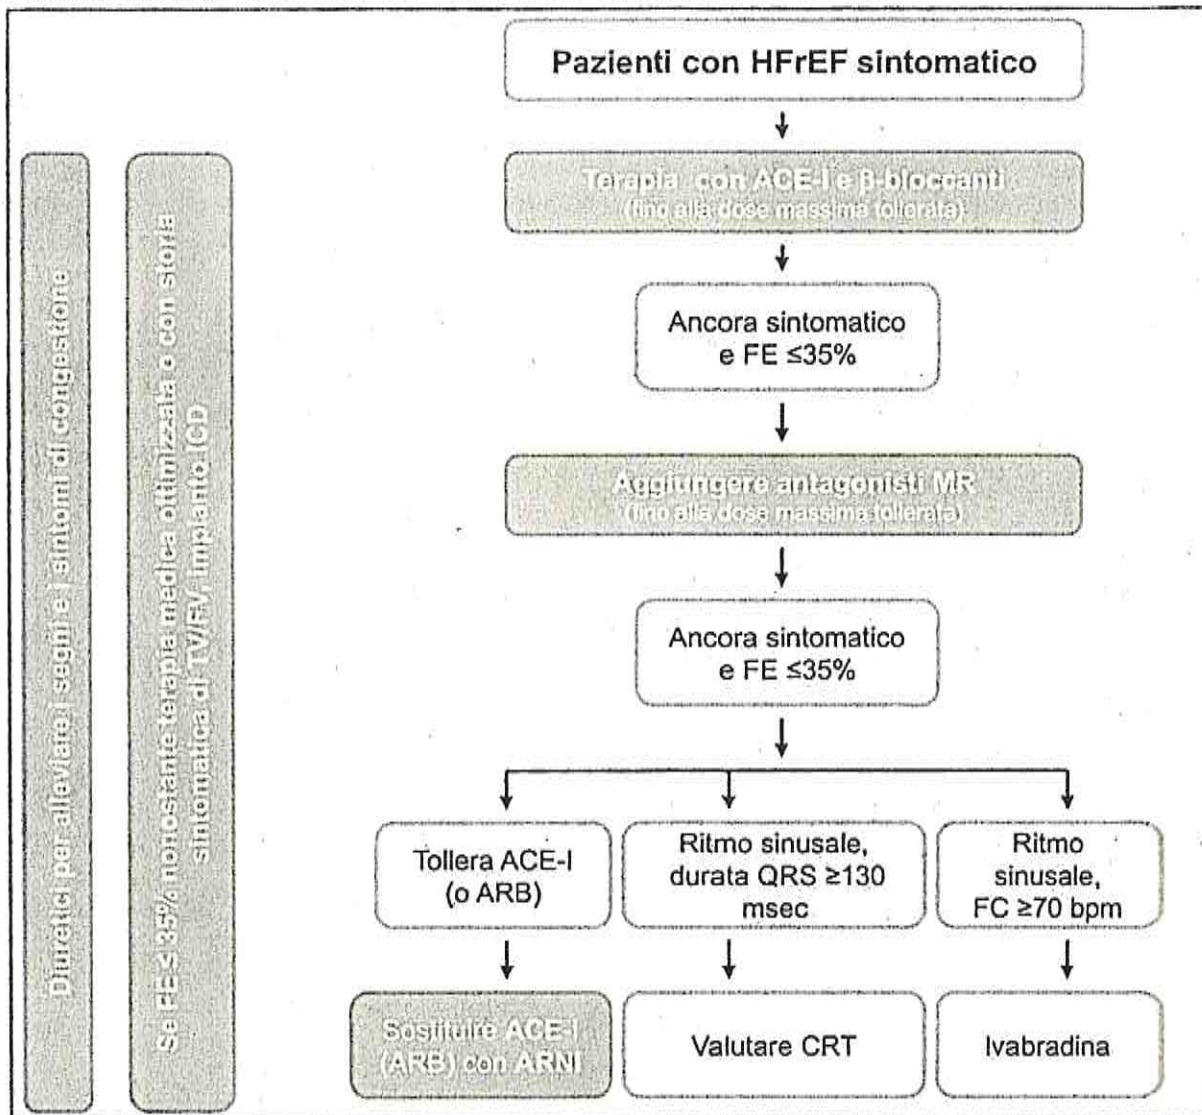 Pazienti con HFrEF sintomatico
Terapia con ACE-I e β-bloccanti
(fino alla dose massima tollerata)
Ancora sintomatico
e FE ≤35%
Aggiungere antagonisti MR
(fino alla dose massima tollerata)
Ancora sintomatico
e FE ≤35%
Tollera ACE-I
(o ARB)
Ritmo sinusale,
durata QRS ≥130
msec
Ritmo
sinusale,
FC ≥70 bpm
Sostituire ACE-I
(ARB) con ARNI
Valutare CRT
Ivabradina
Diuretici per alleviare i segni e i sintomi di congestione
Se FE ≤35% nonostante terapia medica ottimizzata o con storia
sintomatica di TV/FV, impianto ICD